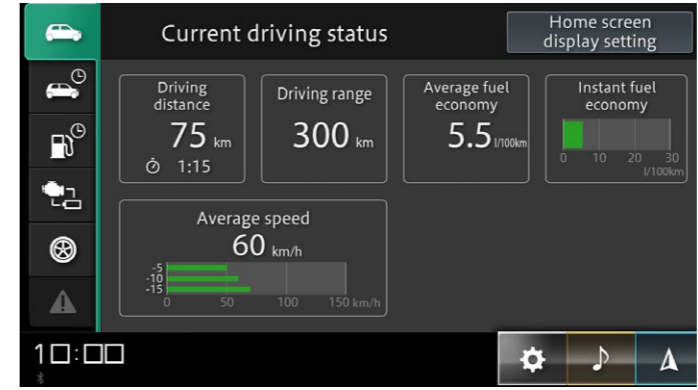 Current driving status
Home screen
display setting
Driving
distance
75 km
1:15
Driving range
300 km
Average fuel
economy
5.5 l/100km
Instant fuel
economy
0 10 20 30
l/100km
Average speed
60 km/h
-5
-10
-15
0 50 100 150 km/h
1□:□□